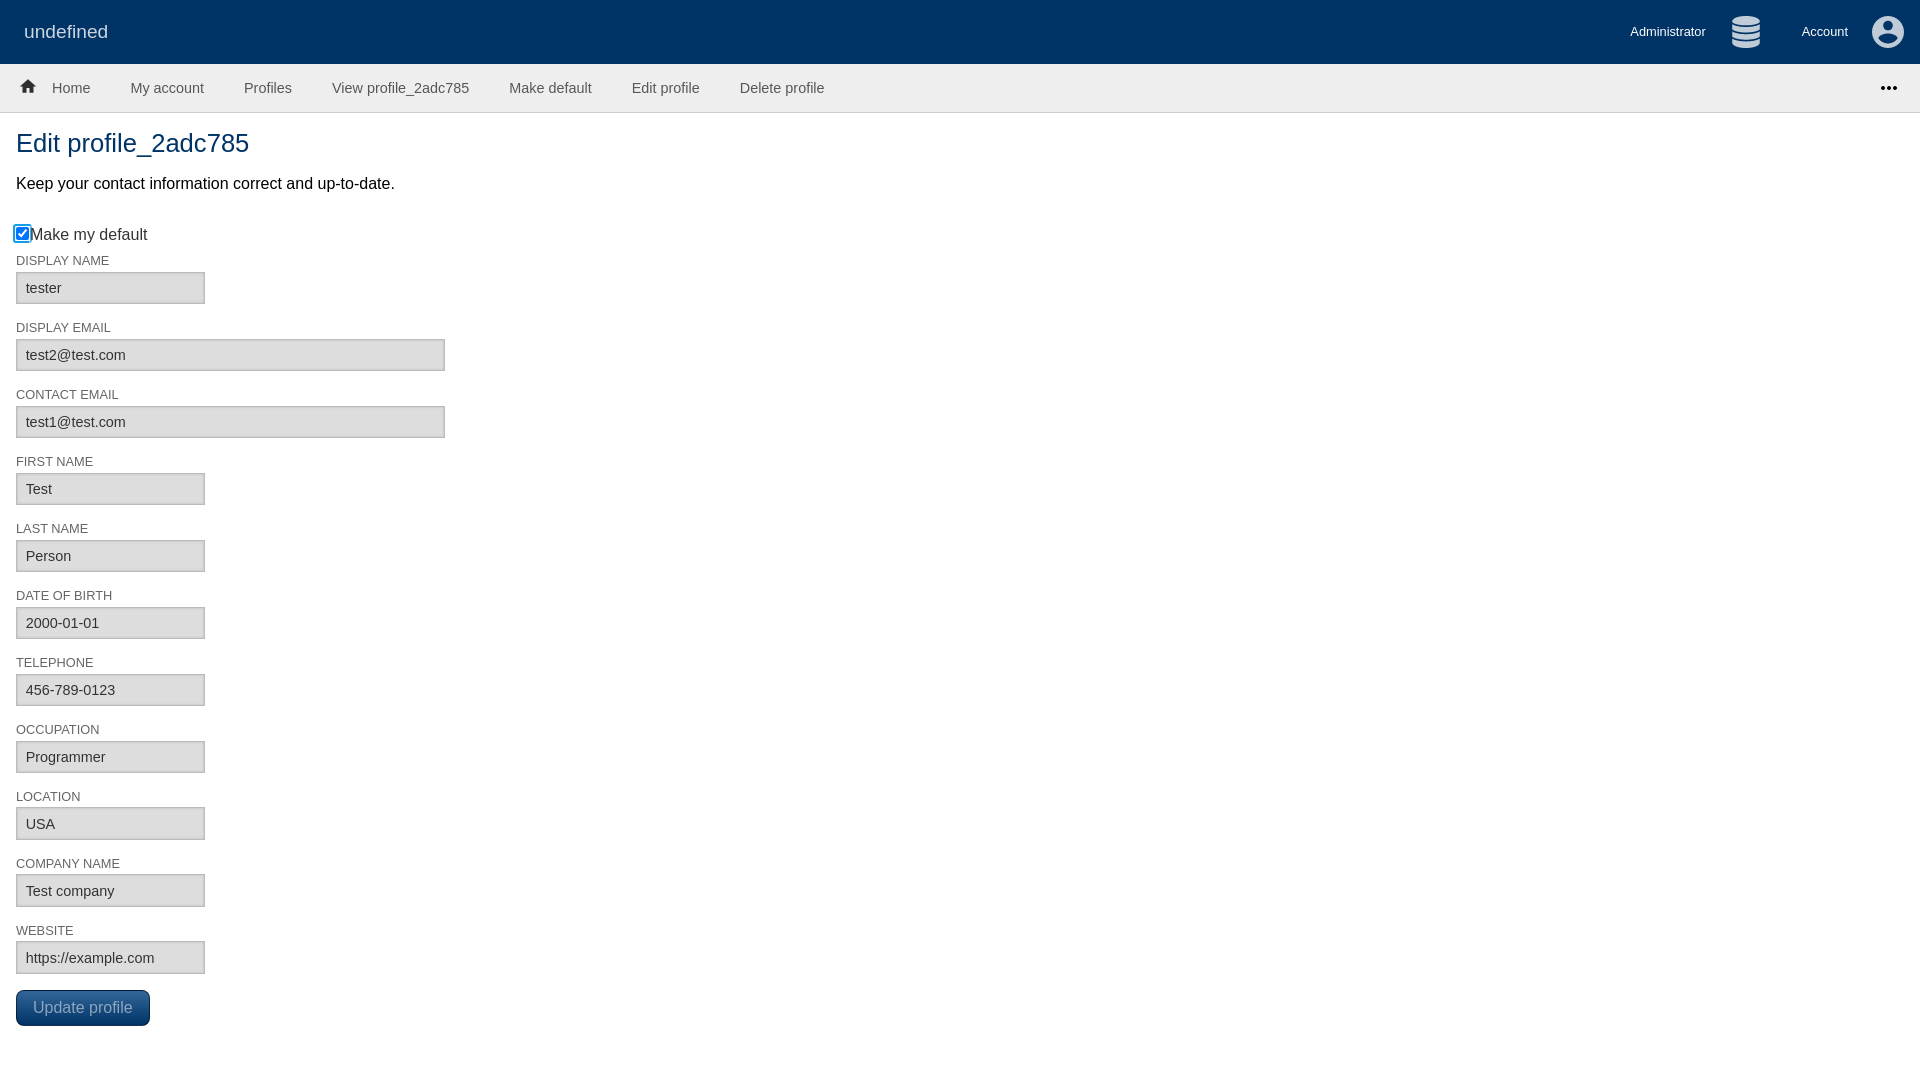 undefined
Administrator
Account
Home
My account
Profiles
View profile_2adc785
Make default
Edit profile
Delete profile
Edit profile_2adc785
Keep your contact information correct and up-to-date.
Make my default
DISPLAY NAME
tester
DISPLAY EMAIL
test2@test.com
CONTACT EMAIL
test1@test.com
FIRST NAME
Test
LAST NAME
Person
DATE OF BIRTH
2000-01-01
TELEPHONE
456-789-0123
OCCUPATION
Programmer
LOCATION
USA
COMPANY NAME
Test company
WEBSITE
https://example.com
Update profile